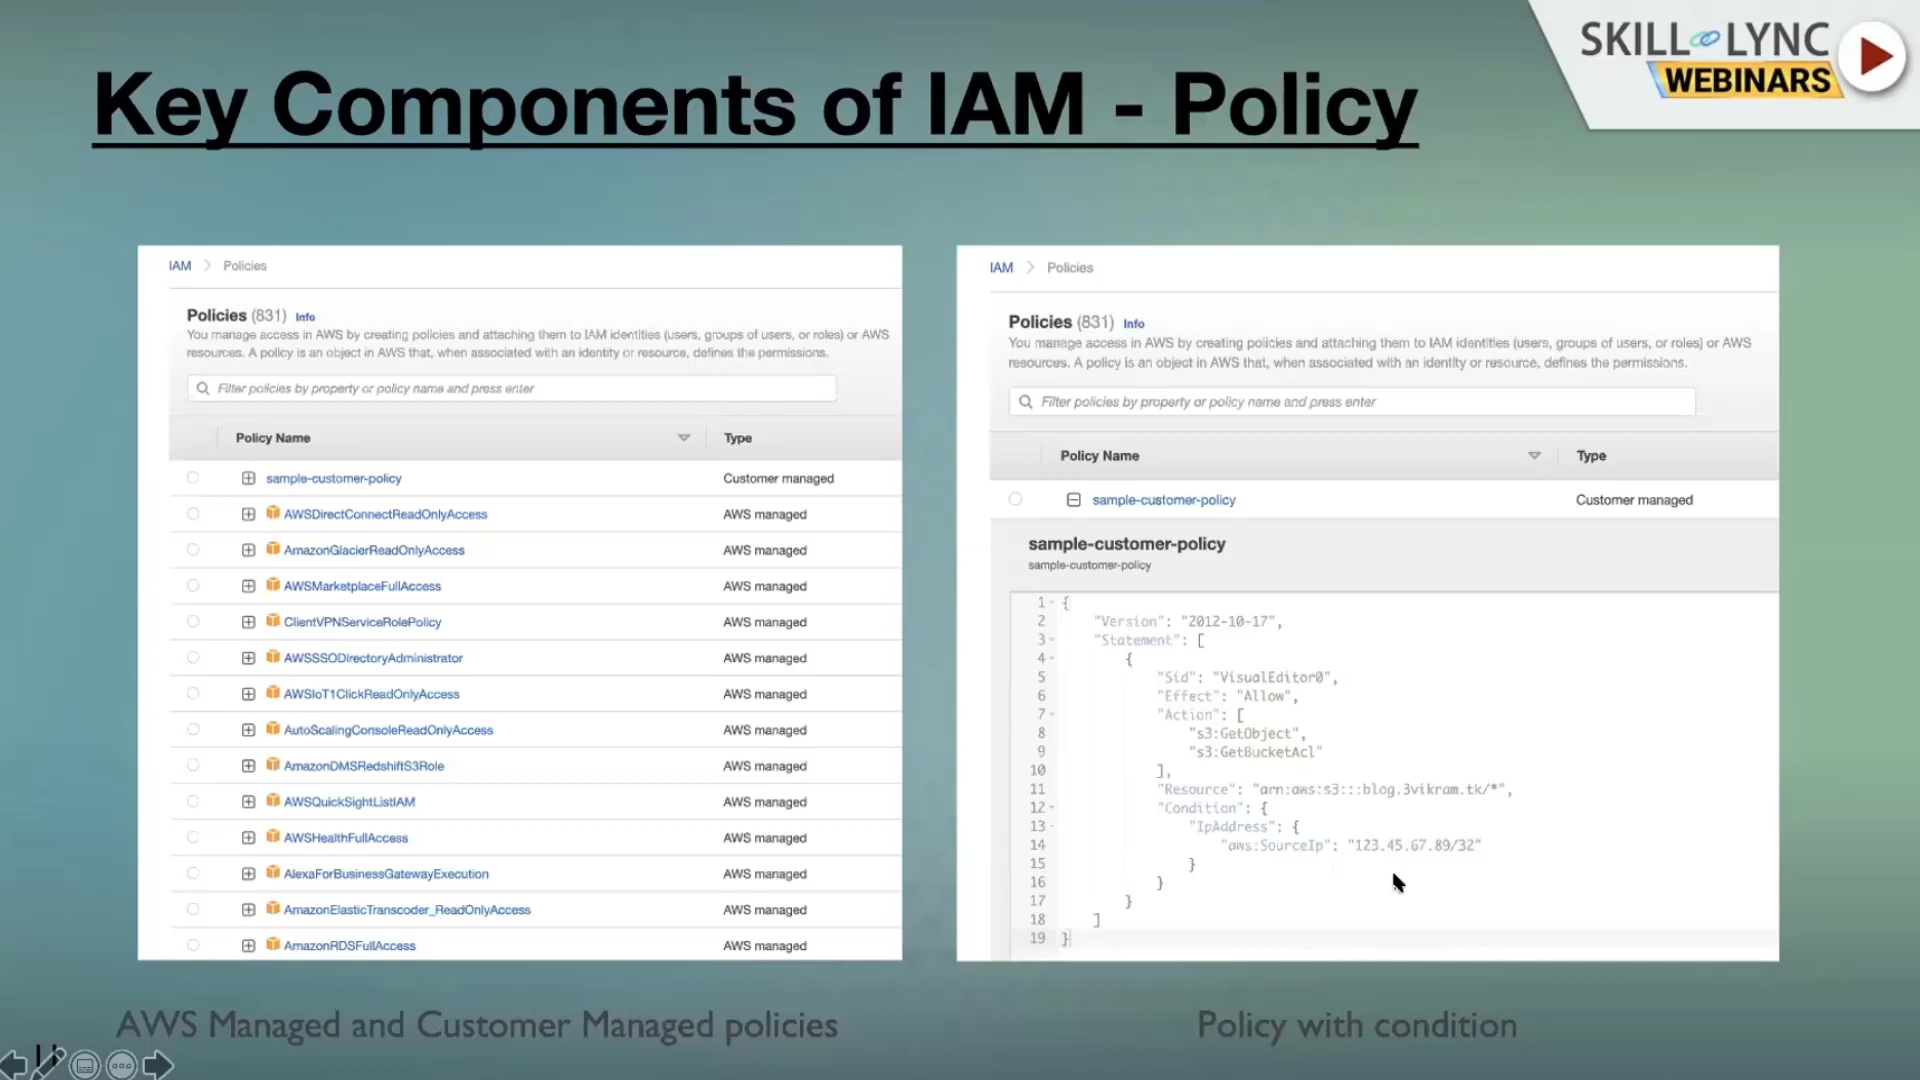 Key Components of IAM - Policy
SKILL LYNC
WEBINARS
IAM > Policies
Policies (831) Info
You manage access in AWS by creating policies and attaching them to IAM identities (users, groups of users, or roles) or AWS
resources. A policy is an object in AWS that, when associated with an identity or resource, defines the permissions.
Filter policies by property or policy name and press enter
Policy Name Type
sample-customer-policy Customer managed
AWSDirectConnectReadOnlyAccess AWS managed
AmazonGlacierReadOnlyAccess AWS managed
AWSMarketplaceFullAccess AWS managed
ClientVPNServiceRolePolicy AWS managed
AWSSSODirectoryAdministrator AWS managed
AWSIoT1ClickReadOnlyAccess AWS managed
AutoScalingConsoleReadOnlyAccess AWS managed
AmazonDMSRedshiftS3Role AWS managed
AWSQuickSightListIAM AWS managed
AWSHealthFullAccess AWS managed
AlexaForBusinessGatewayExecution AWS managed
AmazonElasticTranscoder_ReadOnlyAccess AWS managed
AmazonRDSFullAccess AWS managed
AWS Managed and Customer Managed policies
IAM > Policies
Policies (831) Info
You manage access in AWS by creating policies and attaching them to IAM identities (users, groups of users, or roles) or AWS
resources. A policy is an object in AWS that, when associated with an identity or resource, defines the permissions.
Filter policies by property or policy name and press enter
Policy Name Type
sample-customer-policy Customer managed
sample-customer-policy
sample-customer-policy
1 {
2 "Version": "2012-10-17",
3 "Statement": [
4 {
5 "Sid": "VisualEditor0",
6 "Effect": "Allow",
7 "Action": [
8 "s3:GetObject",
9 "s3:GetBucketAcl"
10 ],
11 "Resource": "arn:aws:s3:::blog.3vikram.tk/*",
12 "Condition": {
13 "IpAddress": {
14 "aws:SourceIp": "123.45.67.89/32"
15 }
16 }
17 }
18 ]
19 }
Policy with condition